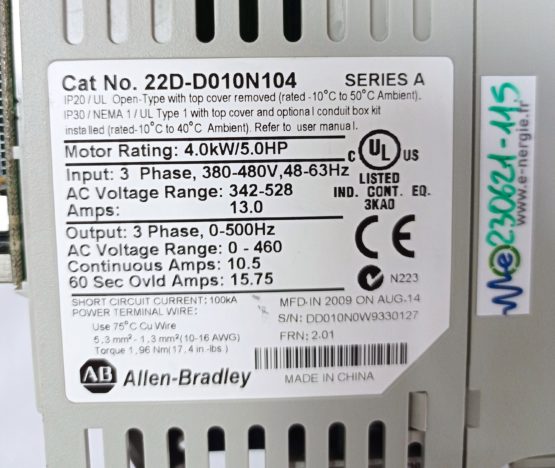 Cat No. 22D-D010N104 SERIES A
IP20 / UL Open-Type with top cover removed (rated -10°C to 50°C Ambient).
IP30 / NEMA 1 / UL Type 1 with top cover and optional conduit box kit
installed (rated-10°C to 40°C Ambient). Refer to user manual.
Motor Rating: 4.0kW/5.0HP
Input: 3 Phase, 380-480V,48-63Hz
AC Voltage Range: 342-528
Amps: 13.0
C UL US
LISTED
IND. CONT. EQ.
3KA0
Output: 3 Phase, 0-500Hz
AC Voltage Range: 0 - 460
Continuous Amps: 10.5
60 Sec Ovld Amps: 15.75
CE
N223
SHORT CIRCUIT CURRENT: 100kA
POWER TERMINAL WIRE:
Use 75°C Cu Wire
5.3 mm² - 1.3 mm² (10-16 AWG)
Torque 1.96 Nm(17.4 in.-lbs )
MFD·IN 2009 ON AUG·14
S/N: DD010N0W9330127
FRN: 2.01
AB Allen-Bradley
MADE IN CHINA
230621-115
www.e-nergie.fr